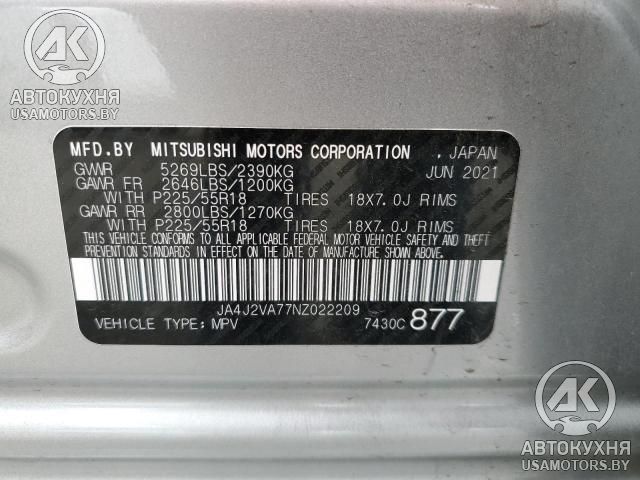 AK
АВТОКУХНЯ
USAMOTORS.BY
MFD.BY MITSUBISHI MOTORS CORPORATION , JAPAN
GVWR 5269LBS/2390KG JUN 2021
GAWR FR 2646LBS/1200KG
WITH P225/55R18 TIRES 18X7.0J RIMS
GAWR RR 2800LBS/1270KG
WITH P225/55R18 TIRES 18X7.0J RIMS
THIS VEHICLE CONFORMS TO ALL APPLICABLE FEDERAL MOTOR VEHICLE SAFETY AND THEFT
PREVENTION STANDARDS IN EFFECT ON THE DATE OF MANUFACTURE SHOWN ABOVE.
JA4J2VA77NZ022209
VEHICLE TYPE: MPV 7430C 877
AK
АВТОКУХНЯ
USAMOTORS.BY